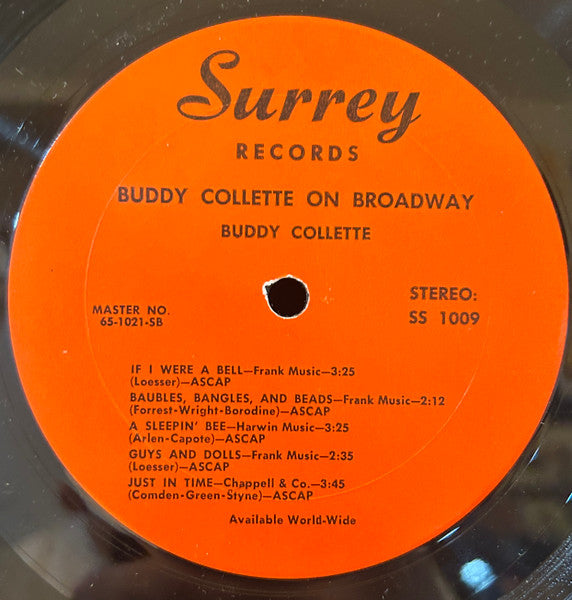 Surrey
RECORDS
BUDDY COLLETTE ON BROADWAY
BUDDY COLLETTE
MASTER NO.
65-1021-SB
STEREO:
SS 1009
IF I WERE A BELL—Frank Music—3:25
(Loesser)—ASCAP
BAUBLES, BANGLES, AND BEADS—Frank Music—2:12
(Forrest-Wright-Borodine)—ASCAP
A SLEEPIN' BEE—Harwin Music—3:25
(Arlen-Capote)—ASCAP
GUYS AND DOLLS—Frank Music—2:35
(Loesser)—ASCAP
JUST IN TIME—Chappell & Co.—3:45
(Comden-Green-Styne)—ASCAP
Available World-Wide